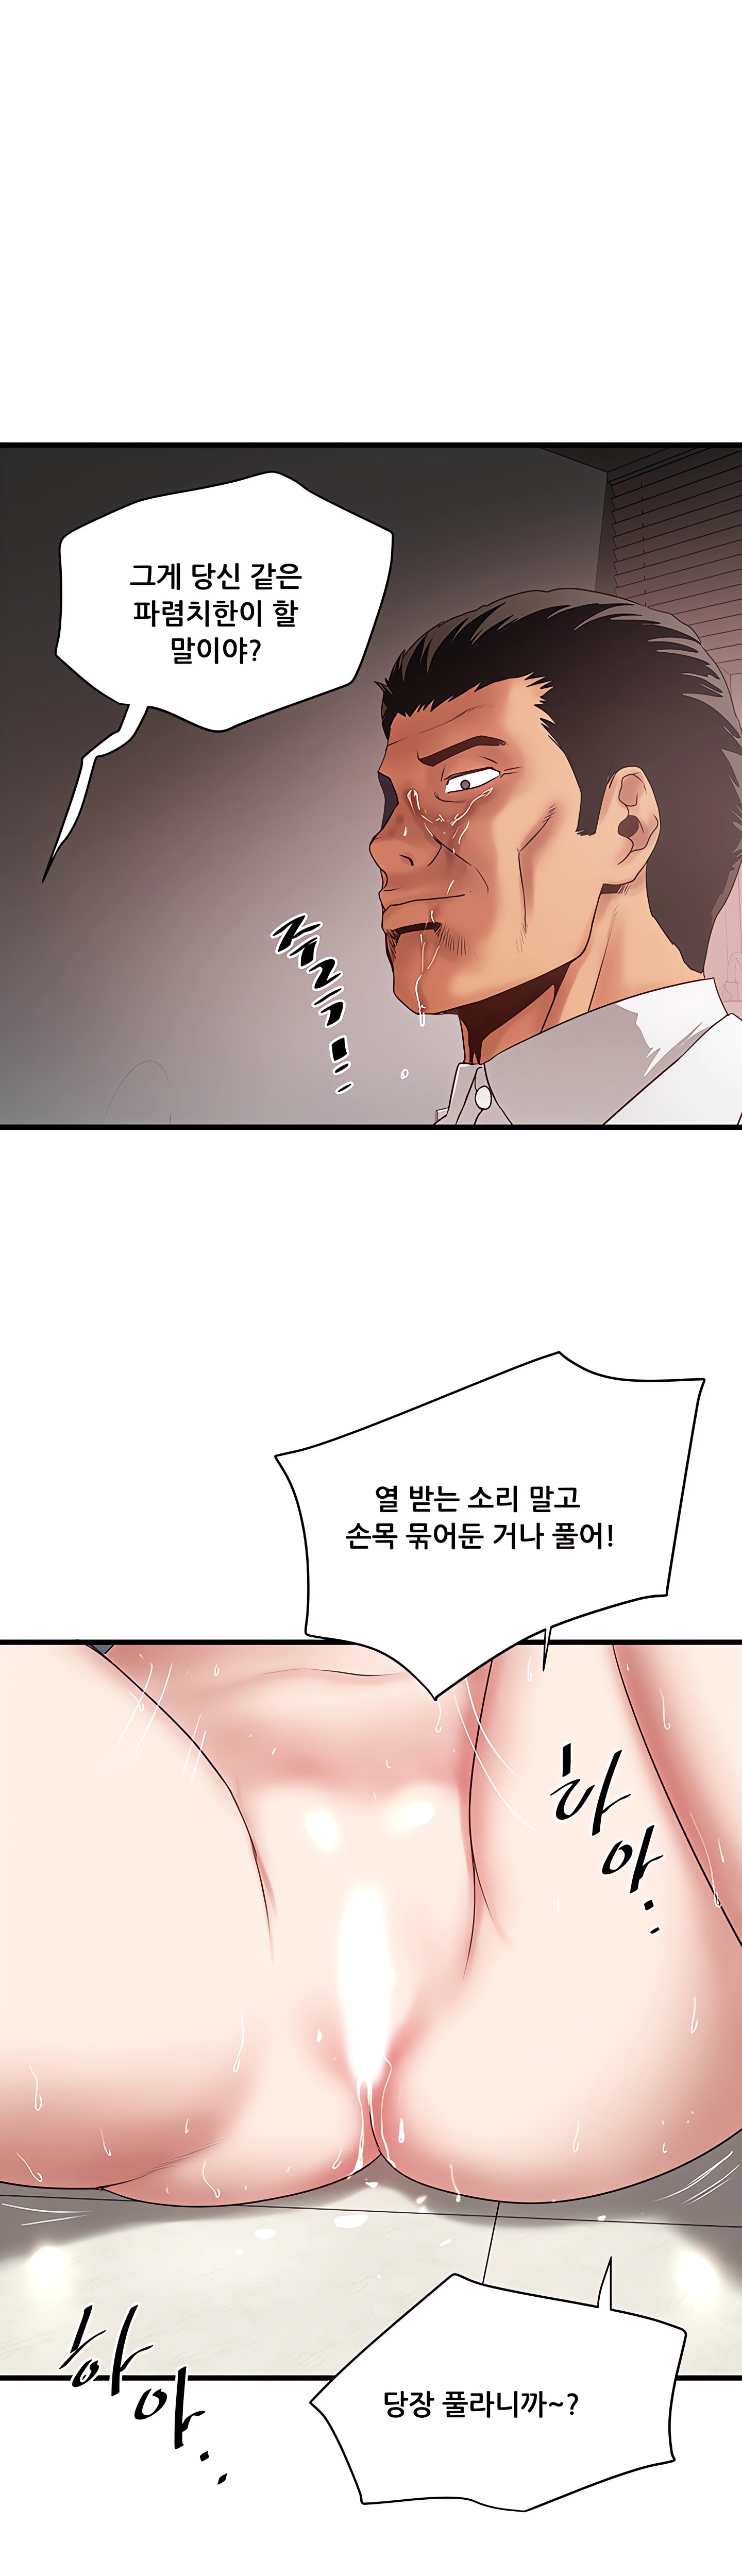 그게 당신 같은
파렴치한이 할
말이야?
주르륵!
열 받는 소리 말고
손목 묶어둔 거나 풀어!
하아..
하아..
당장 풀라니까~?